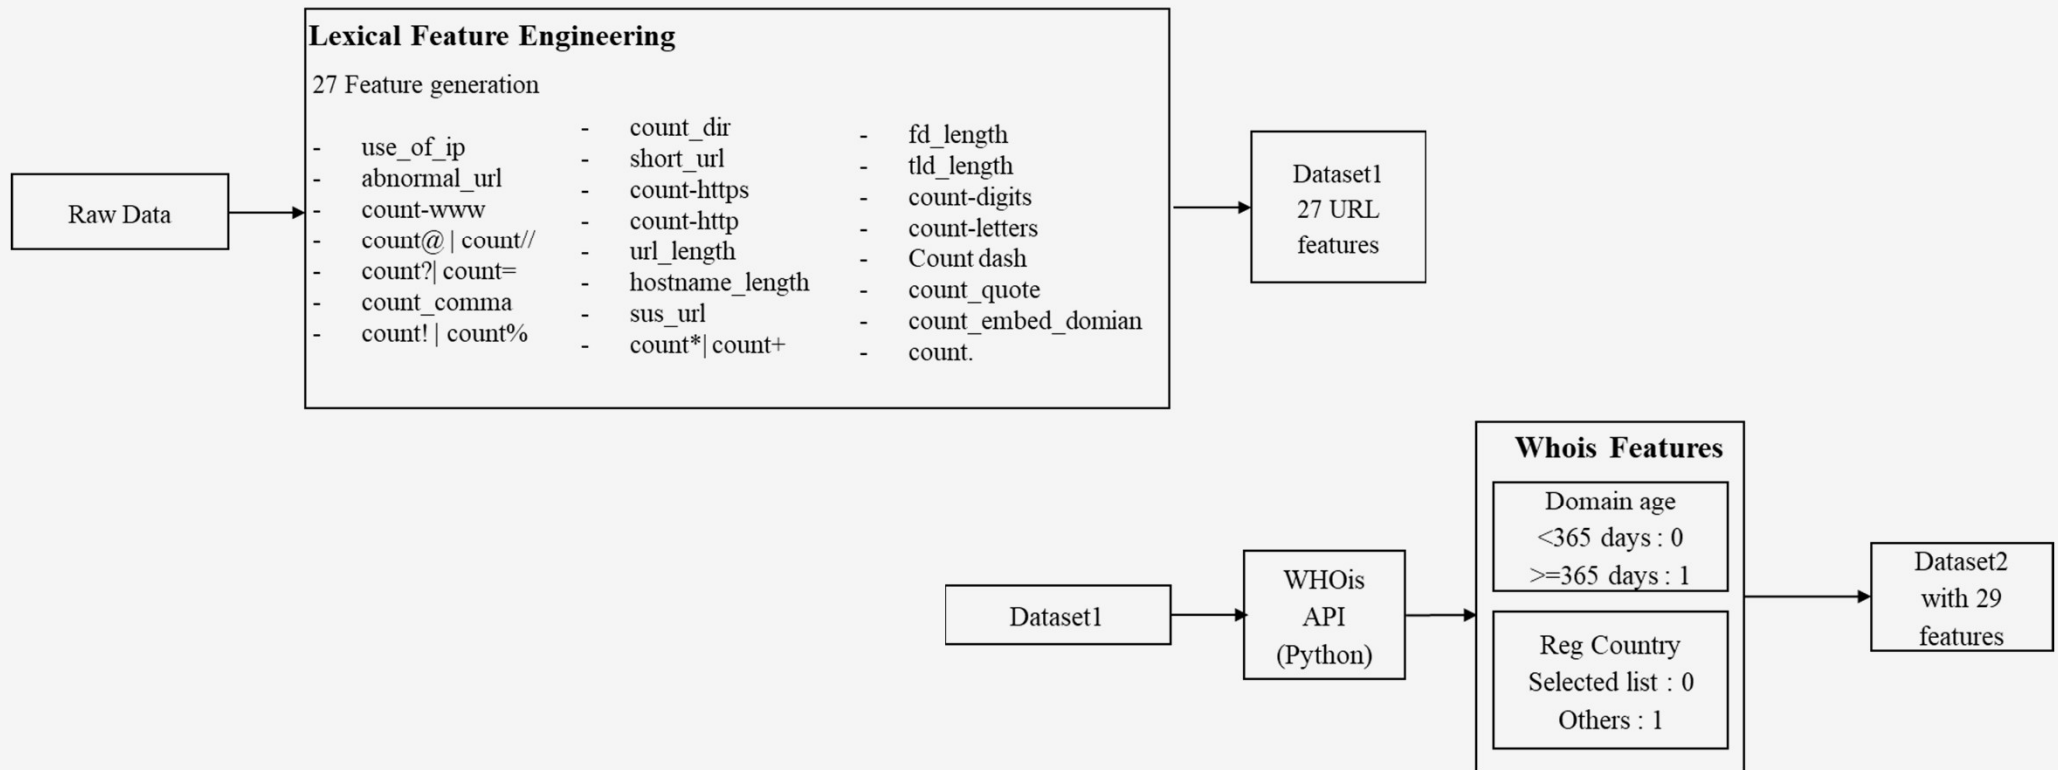 Lexical Feature Engineering
27 Feature generation
- use_of_ip
- abnormal_url
- count-www
- count@ | count//
- count?| count=
- count_comma
- count! | count%
- count_dir
- short_url
- count-https
- count-http
- url_length
- hostname_length
- sus_url
- count*| count+
- fd_length
- tld_length
- count-digits
- count-letters
- Count dash
- count_quote
- count_embed_domian
- count.
Raw Data
Dataset1
27 URL
features
Dataset1
WHOis
API
(Python)
Whois Features
Domain age
<365 days : 0
>=365 days : 1
Reg Country
Selected list : 0
Others : 1
Dataset2
with 29
features